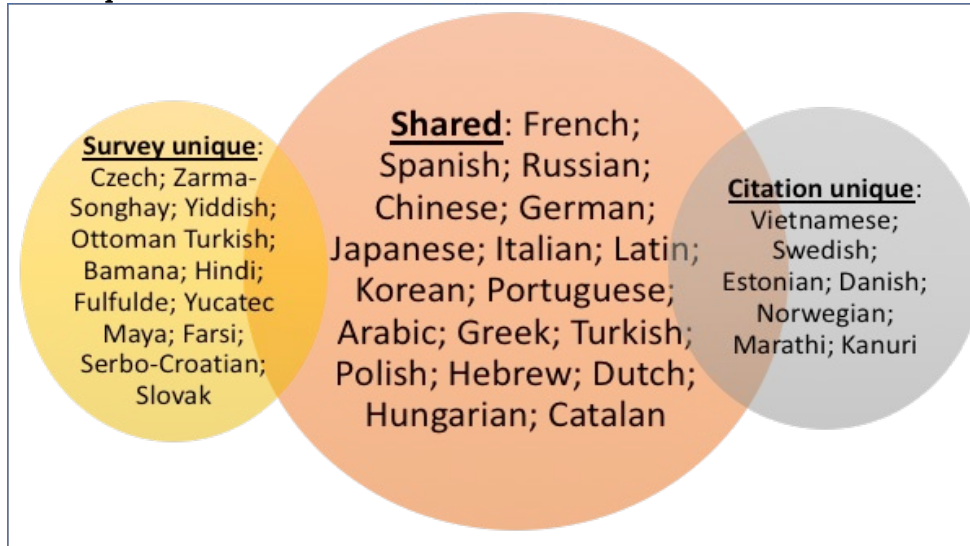 Survey unique:
Czech; Zarma-
Songhay; Yiddish;
Ottoman Turkish;
Bamana; Hindi;
Fulfulde; Yucatec
Maya; Farsi;
Serbo-Croatian;
Slovak
Shared: French;
Spanish; Russian;
Chinese; German;
Japanese; Italian; Latin;
Korean; Portuguese;
Arabic; Greek; Turkish;
Polish; Hebrew; Dutch;
Hungarian; Catalan
Citation unique:
Vietnamese;
Swedish;
Estonian; Danish;
Norwegian;
Marathi; Kanuri